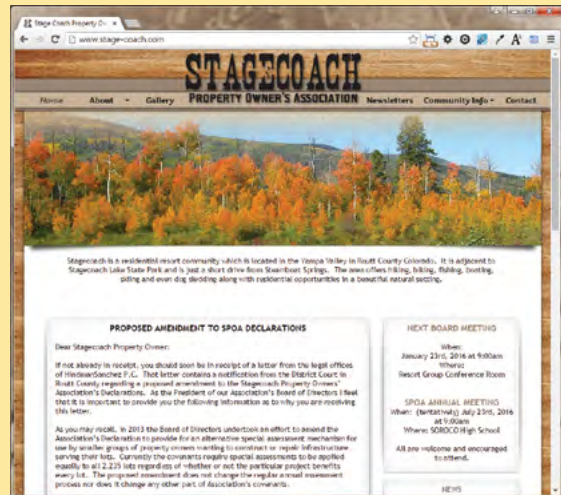 Stage Coach Property O
www.stage-coach.com
STAGECOACH
PROPERTY OWNER'S ASSOCIATION
Home About Gallery Newsletters Community Info Contact
Stagecoach is a residential resort community which is located in the Yampa Valley in Routt County Colorado. It is adjacent to
Stagecoach Lake State Park and is just a short drive from Steamboat Springs. The area offers hiking, biking, fishing, boating,
skiing and even dog sledding along with residential opportunities in a beautiful natural setting.
PROPOSED AMENDMENT TO SPOA DECLARATIONS
Dear Stagecoach Property Owner:
If not already in receipt, you should soon be in receipt of a letter from the legal offices
of HindmanSanchez P.C. That letter contains a notification from the District Court in
Routt County regarding a proposed amendment to the Stagecoach Property Owners'
Association's Declarations. As the President of our Association's Board of Directors I feel
that it is important to provide you the following information as to why you are receiving
this letter.
As you may recall, in 2013 the Board of Directors undertook an effort to amend the
Association's Declaration to provide for an alternative special assessment mechanism for
use by smaller groups of property owners wanting to construct or repair infrastructure
serving their lots. Currently the covenants require special assessments to be applied
equally to all 2,235 lots regardless of whether or not the particular project benefits
every lot. The proposed amendment does not change the regular annual assessment
process nor does it change any other part of Association's covenants.
NEXT BOARD MEETING
When:
January 23rd, 2016 at 9:00am
Where:
Resort Group Conference Room
SPOA ANNUAL MEETING
When: (tentatively) July 23rd, 2016
at 9:00am
Where: SOROCO High School
All are welcome and encouraged
to attend.
NEWS